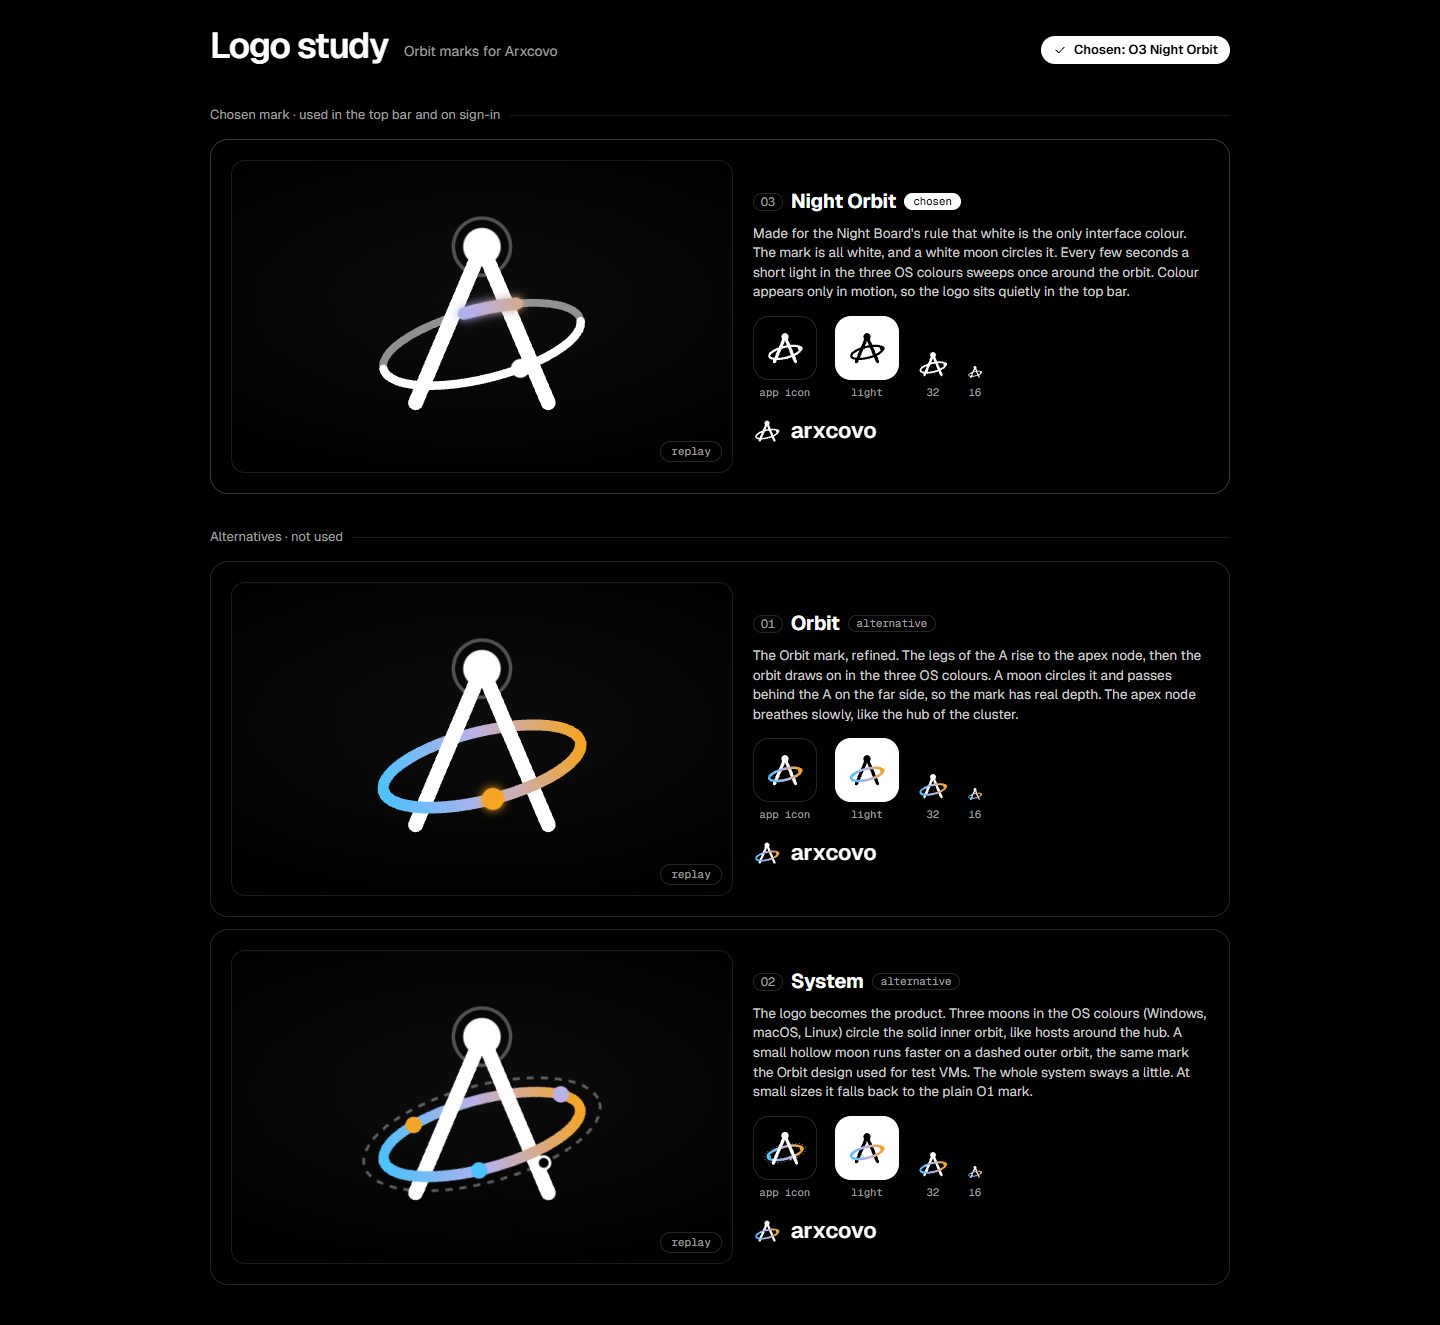 Logo study
Orbit marks for Arxcovo
Chosen: O3 Night Orbit
Chosen mark · used in the top bar and on sign-in
03
Night Orbit
chosen
Made for the Night Board's rule that white is the only interface colour.
The mark is all white, and a white moon circles it. Every few seconds a
short light in the three OS colours sweeps once around the orbit. Colour
appears only in motion, so the logo sits quietly in the top bar.
app icon
light
32
16
arxcovo
replay
Alternatives · not used
01
Orbit
alternative
The Orbit mark, refined. The legs of the A rise to the apex node, then the
orbit draws on in the three OS colours. A moon circles it and passes
behind the A on the far side, so the mark has real depth. The apex node
breathes slowly, like the hub of the cluster.
app icon
light
32
16
arxcovo
replay
02
System
alternative
The logo becomes the product. Three moons in the OS colours (Windows,
macOS, Linux) circle the solid inner orbit, like hosts around the hub. A
small hollow moon runs faster on a dashed outer orbit, the same mark
the Orbit design used for test VMs. The whole system sways a little. At
small sizes it falls back to the plain O1 mark.
app icon
light
32
16
arxcovo
replay